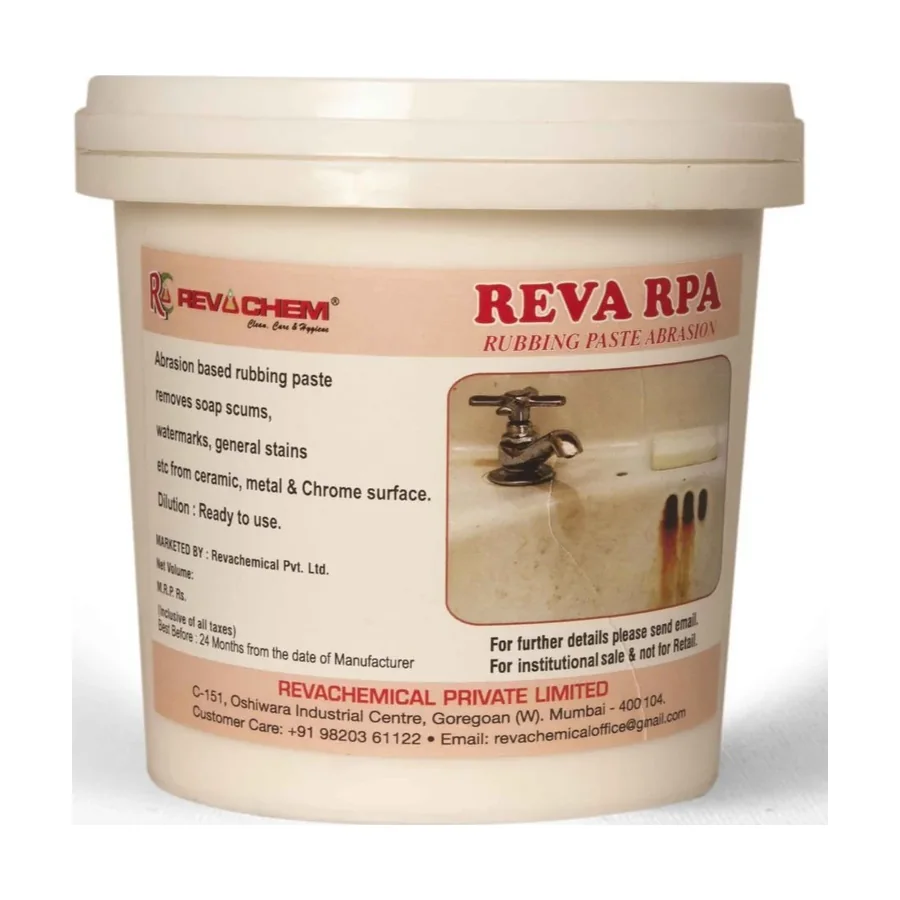 RC REVACHEM®
Clean, Care & Hygiene
REVA RPA
RUBBING PASTE ABRASION
Abrasion based rubbing paste
removes soap scums,
watermarks, general stains
etc from ceramic, metal & Chrome surface.
Dilution : Ready to use.
MARKETED BY : Revachemical Pvt. Ltd.
Net Volume:
M.R.P. Rs.
(Inclusive of all taxes)
Best Before : 24 Months from the date of Manufacturer
For further details please send email.
For institutional sale & not for Retail.
REVACHEMICAL PRIVATE LIMITED
C-151, Oshiwara Industrial Centre, Goregoan (W). Mumbai - 400 104.
Customer Care: +91 98203 61122 • Email: revachemicaloffice@gmail.com